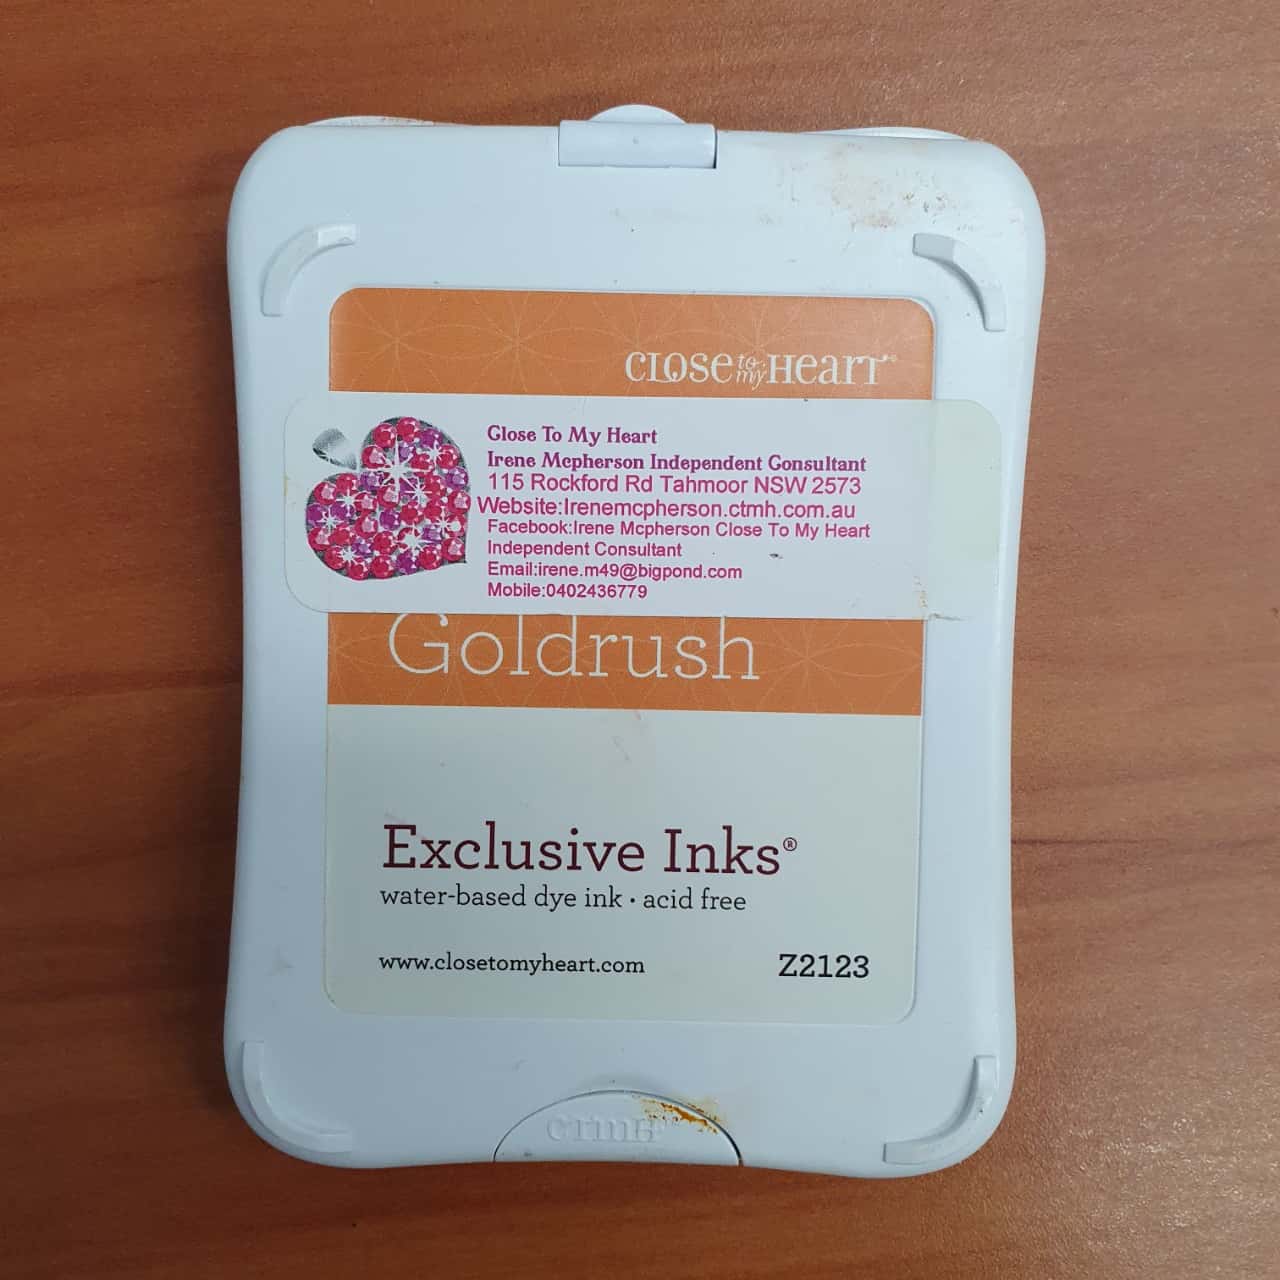 CLOSE to my HEART®
Close To My Heart
Irene Mcpherson Independent Consultant
115 Rockford Rd Tahmoor NSW 2573
Website:Irenemcpherson.ctmh.com.au
Facebook:Irene Mcpherson Close To My Heart
Independent Consultant
Email:irene.m49@bigpond.com
Mobile:0402436779
Goldrush
Exclusive Inks®
water-based dye ink • acid free
www.closetomyheart.com Z2123
CTMH